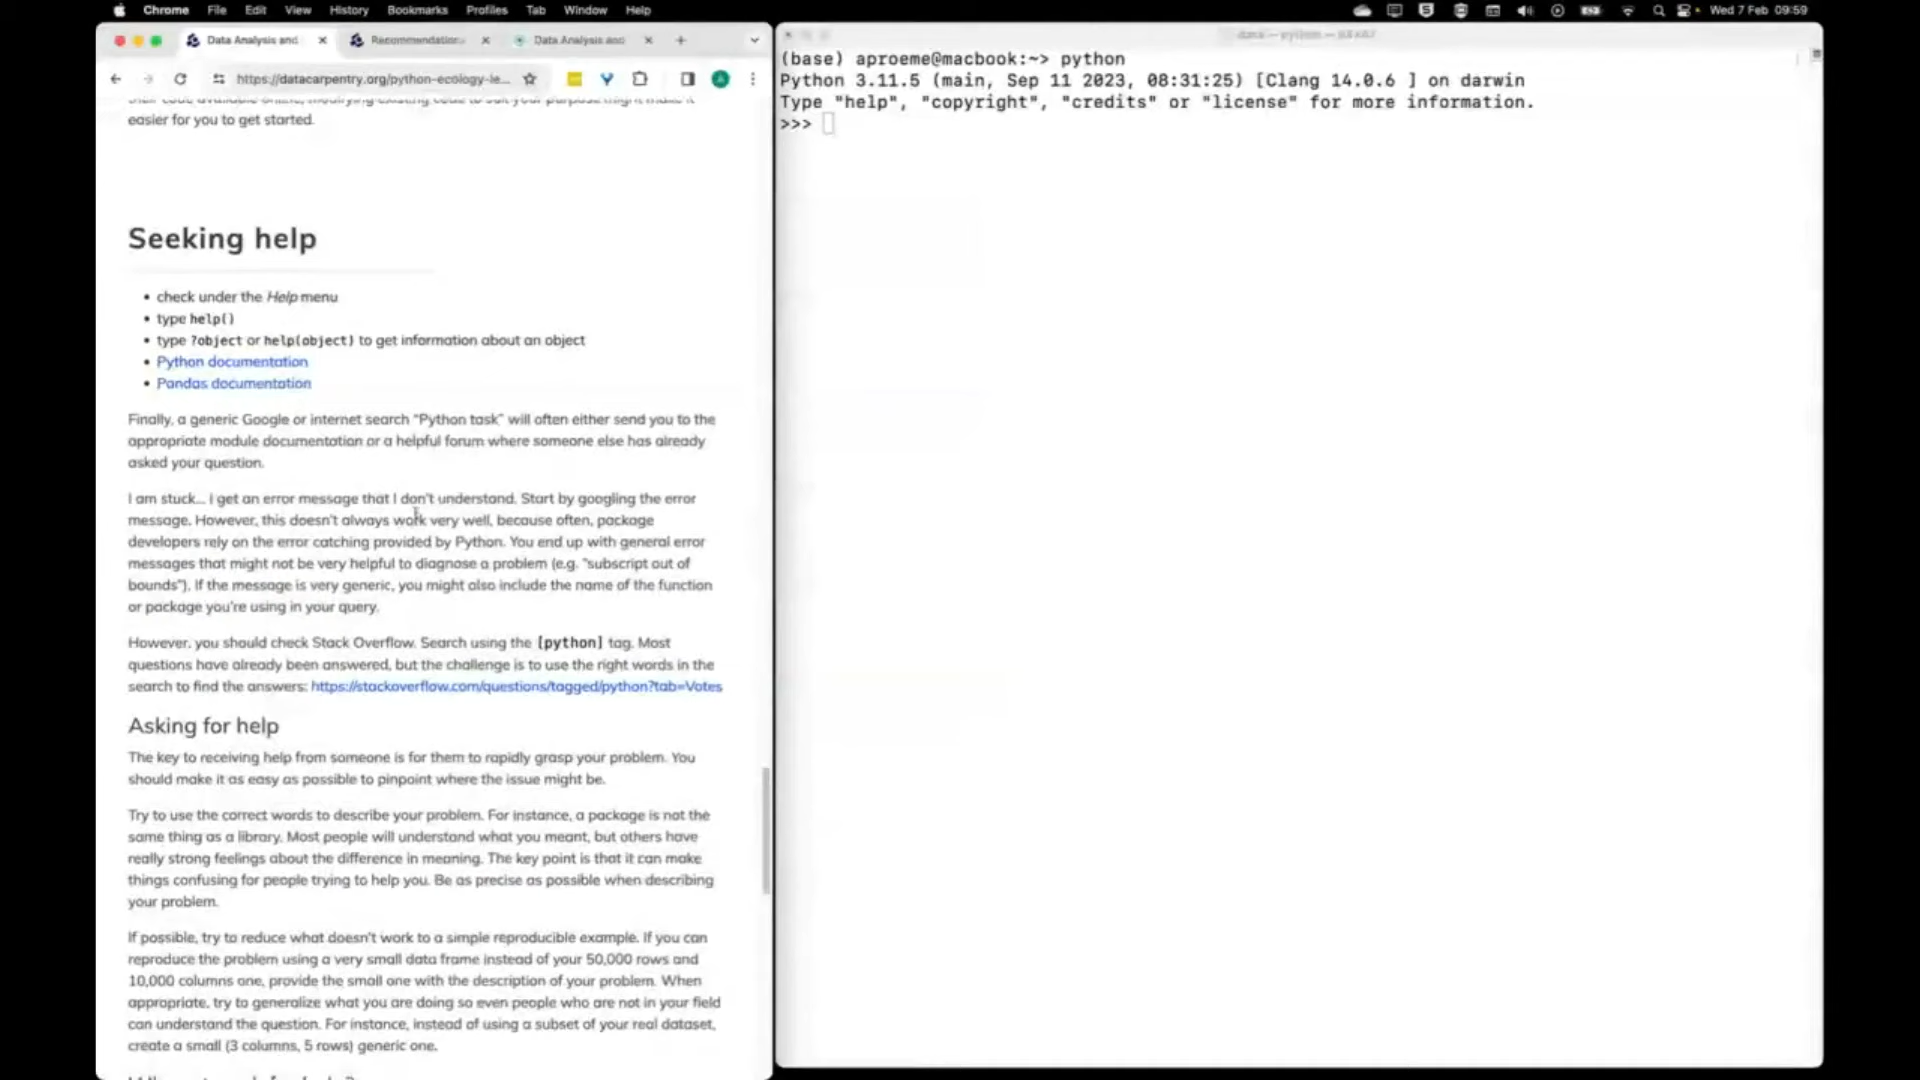 Chrome File Edit View History Bookmarks Profiles Tab Window Help
Wed 7 Feb 09:59
Data Analysis and
Recommendation
Data Analysis and
https://datacarpentry.org/python-ecology-le...
easier for you to get started.
Seeking help
• check under the Help menu
• type help()
• type ?object or help(object) to get information about an object
• Python documentation
• Pandas documentation
Finally, a generic Google or internet search “Python task” will often either send you to the
appropriate module documentation or a helpful forum where someone else has already
asked your question.
I am stuck… I get an error message that I don’t understand. Start by googling the error
message. However, this doesn’t always work very well, because often, package
developers rely on the error catching provided by Python. You end up with general error
messages that might not be very helpful to diagnose a problem (e.g. “subscript out of
bounds”). If the message is very generic, you might also include the name of the function
or package you’re using in your query.
However, you should check Stack Overflow. Search using the [python] tag. Most
questions have already been answered, but the challenge is to use the right words in the
search to find the answers: https://stackoverflow.com/questions/tagged/python?tab=Votes
Asking for help
The key to receiving help from someone is for them to rapidly grasp your problem. You
should make it as easy as possible to pinpoint where the issue might be.
Try to use the correct words to describe your problem. For instance, a package is not the
same thing as a library. Most people will understand what you meant, but others have
really strong feelings about the difference in meaning. The key point is that it can make
things confusing for people trying to help you. Be as precise as possible when describing
your problem.
If possible, try to reduce what doesn’t work to a simple reproducible example. If you can
reproduce the problem using a very small data frame instead of your 50,000 rows and
10,000 columns one, provide the small one with the description of your problem. When
appropriate, try to generalize what you are doing so even people who are not in your field
can understand the question. For instance, instead of using a subset of your real dataset,
create a small (3 columns, 5 rows) generic one.
(base) aproeme@macbook:~> python
Python 3.11.5 (main, Sep 11 2023, 08:31:25) [Clang 14.0.6 ] on darwin
Type "help", "copyright", "credits" or "license" for more information.
>>>